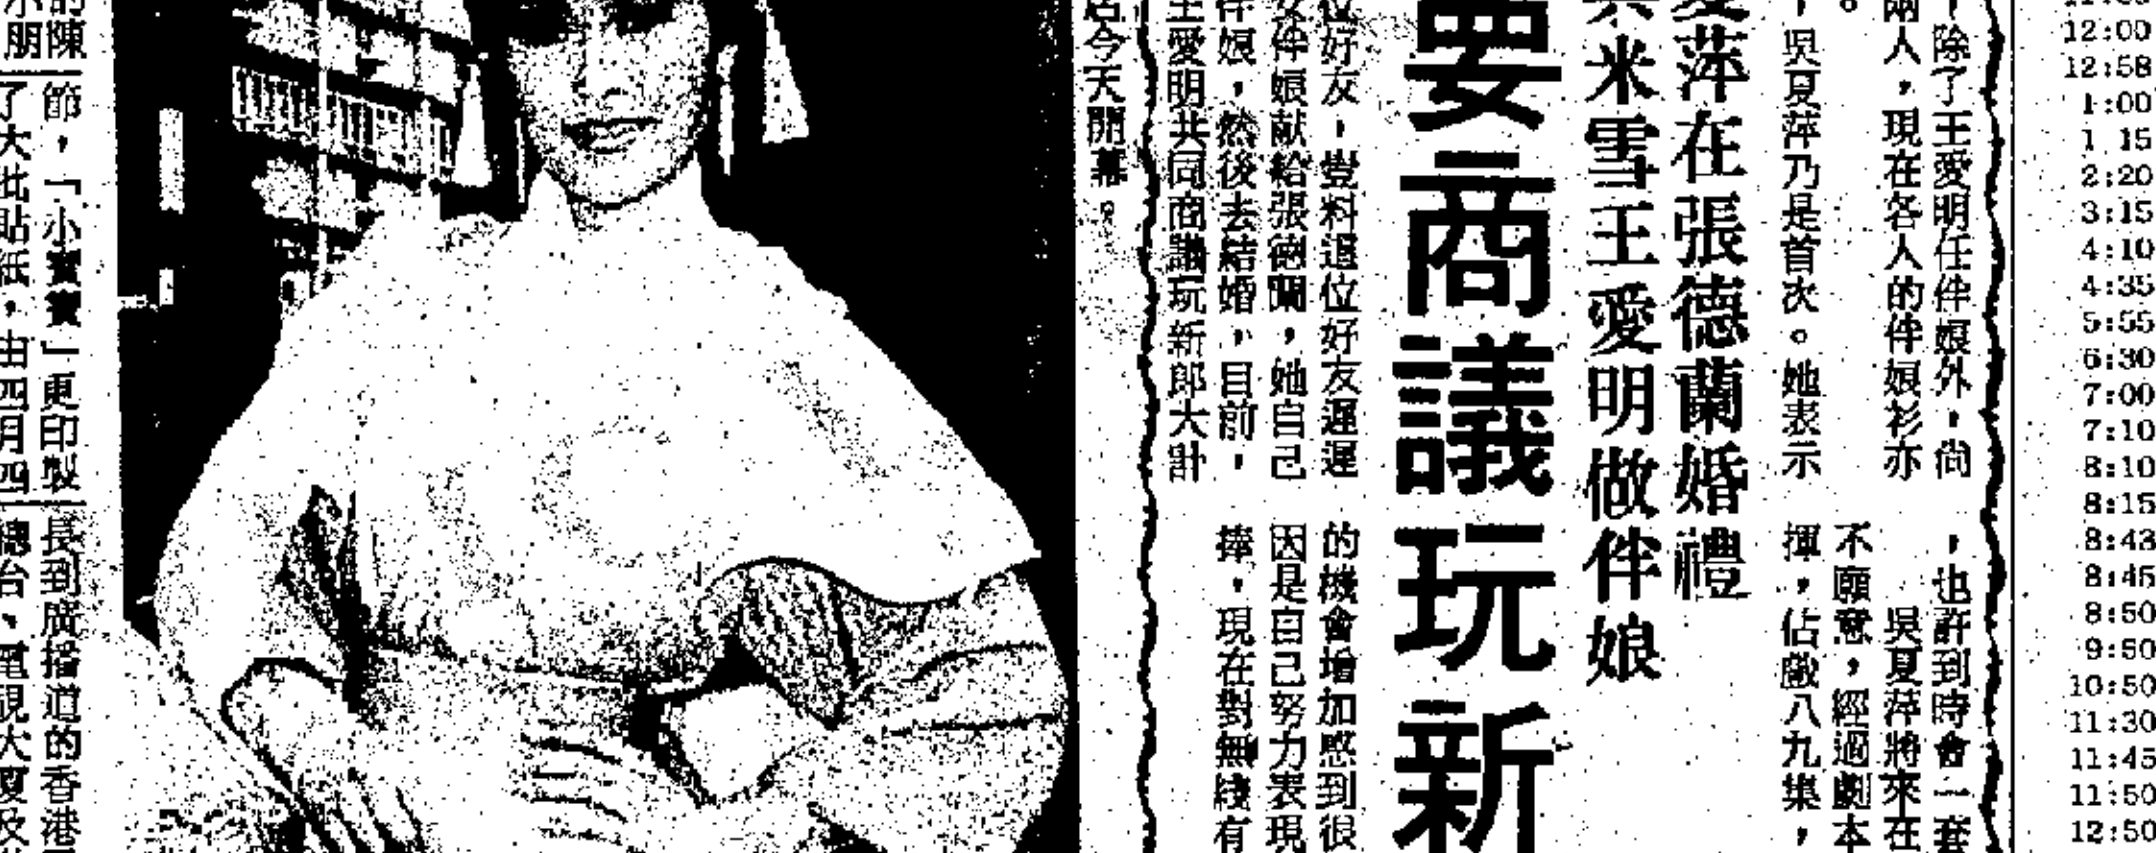 ，除了王愛明任伴娘外，尚
兩人，現在各人的伴娘衫亦
。
，吳夏萍乃是首次。她表示
夏萍在張德蘭婚禮
米雪王愛明做伴娘
要商議玩新
位好友，豈料這位好友遲遲
女伴娘献給張德蘭，她自己
伴娘，然後去結婚，目前，
王愛明共同商議玩新郎大計
店今天開幕。
，也許到時會一套
吳夏萍將來在
不願意，經過劇本
揮，佔戲八九集，
的機會增加感到很
因是自己努力表現
捧，現在對無綫有
的陳
小朋
節，「小寶寶」更印製
了大批貼紙，由四月四
長到廣播道的香港
總台、電視大廈及
12:00
12:58
1:00
1 15
2:20
3:15
4:10
4:35
5:55
6:30
7:00
7:10
8:10
8:15
8:43
8:45
8:50
9:50
10:50
11:30
11:45
11:50
12:50